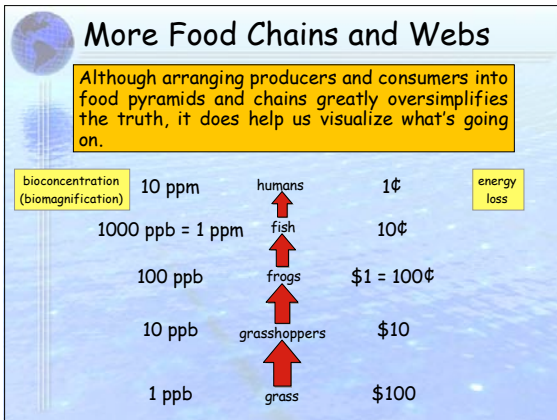 More Food Chains and Webs
Although arranging producers and consumers into
food pyramids and chains greatly oversimplifies
the truth, it does help us visualize what's going
on.
bioconcentration
(biomagnification)
energy
loss
10 ppm humans 1¢
1000 ppb = 1 ppm fish 10¢
100 ppb frogs $1 = 100¢
10 ppb grasshoppers $10
1 ppb grass $100